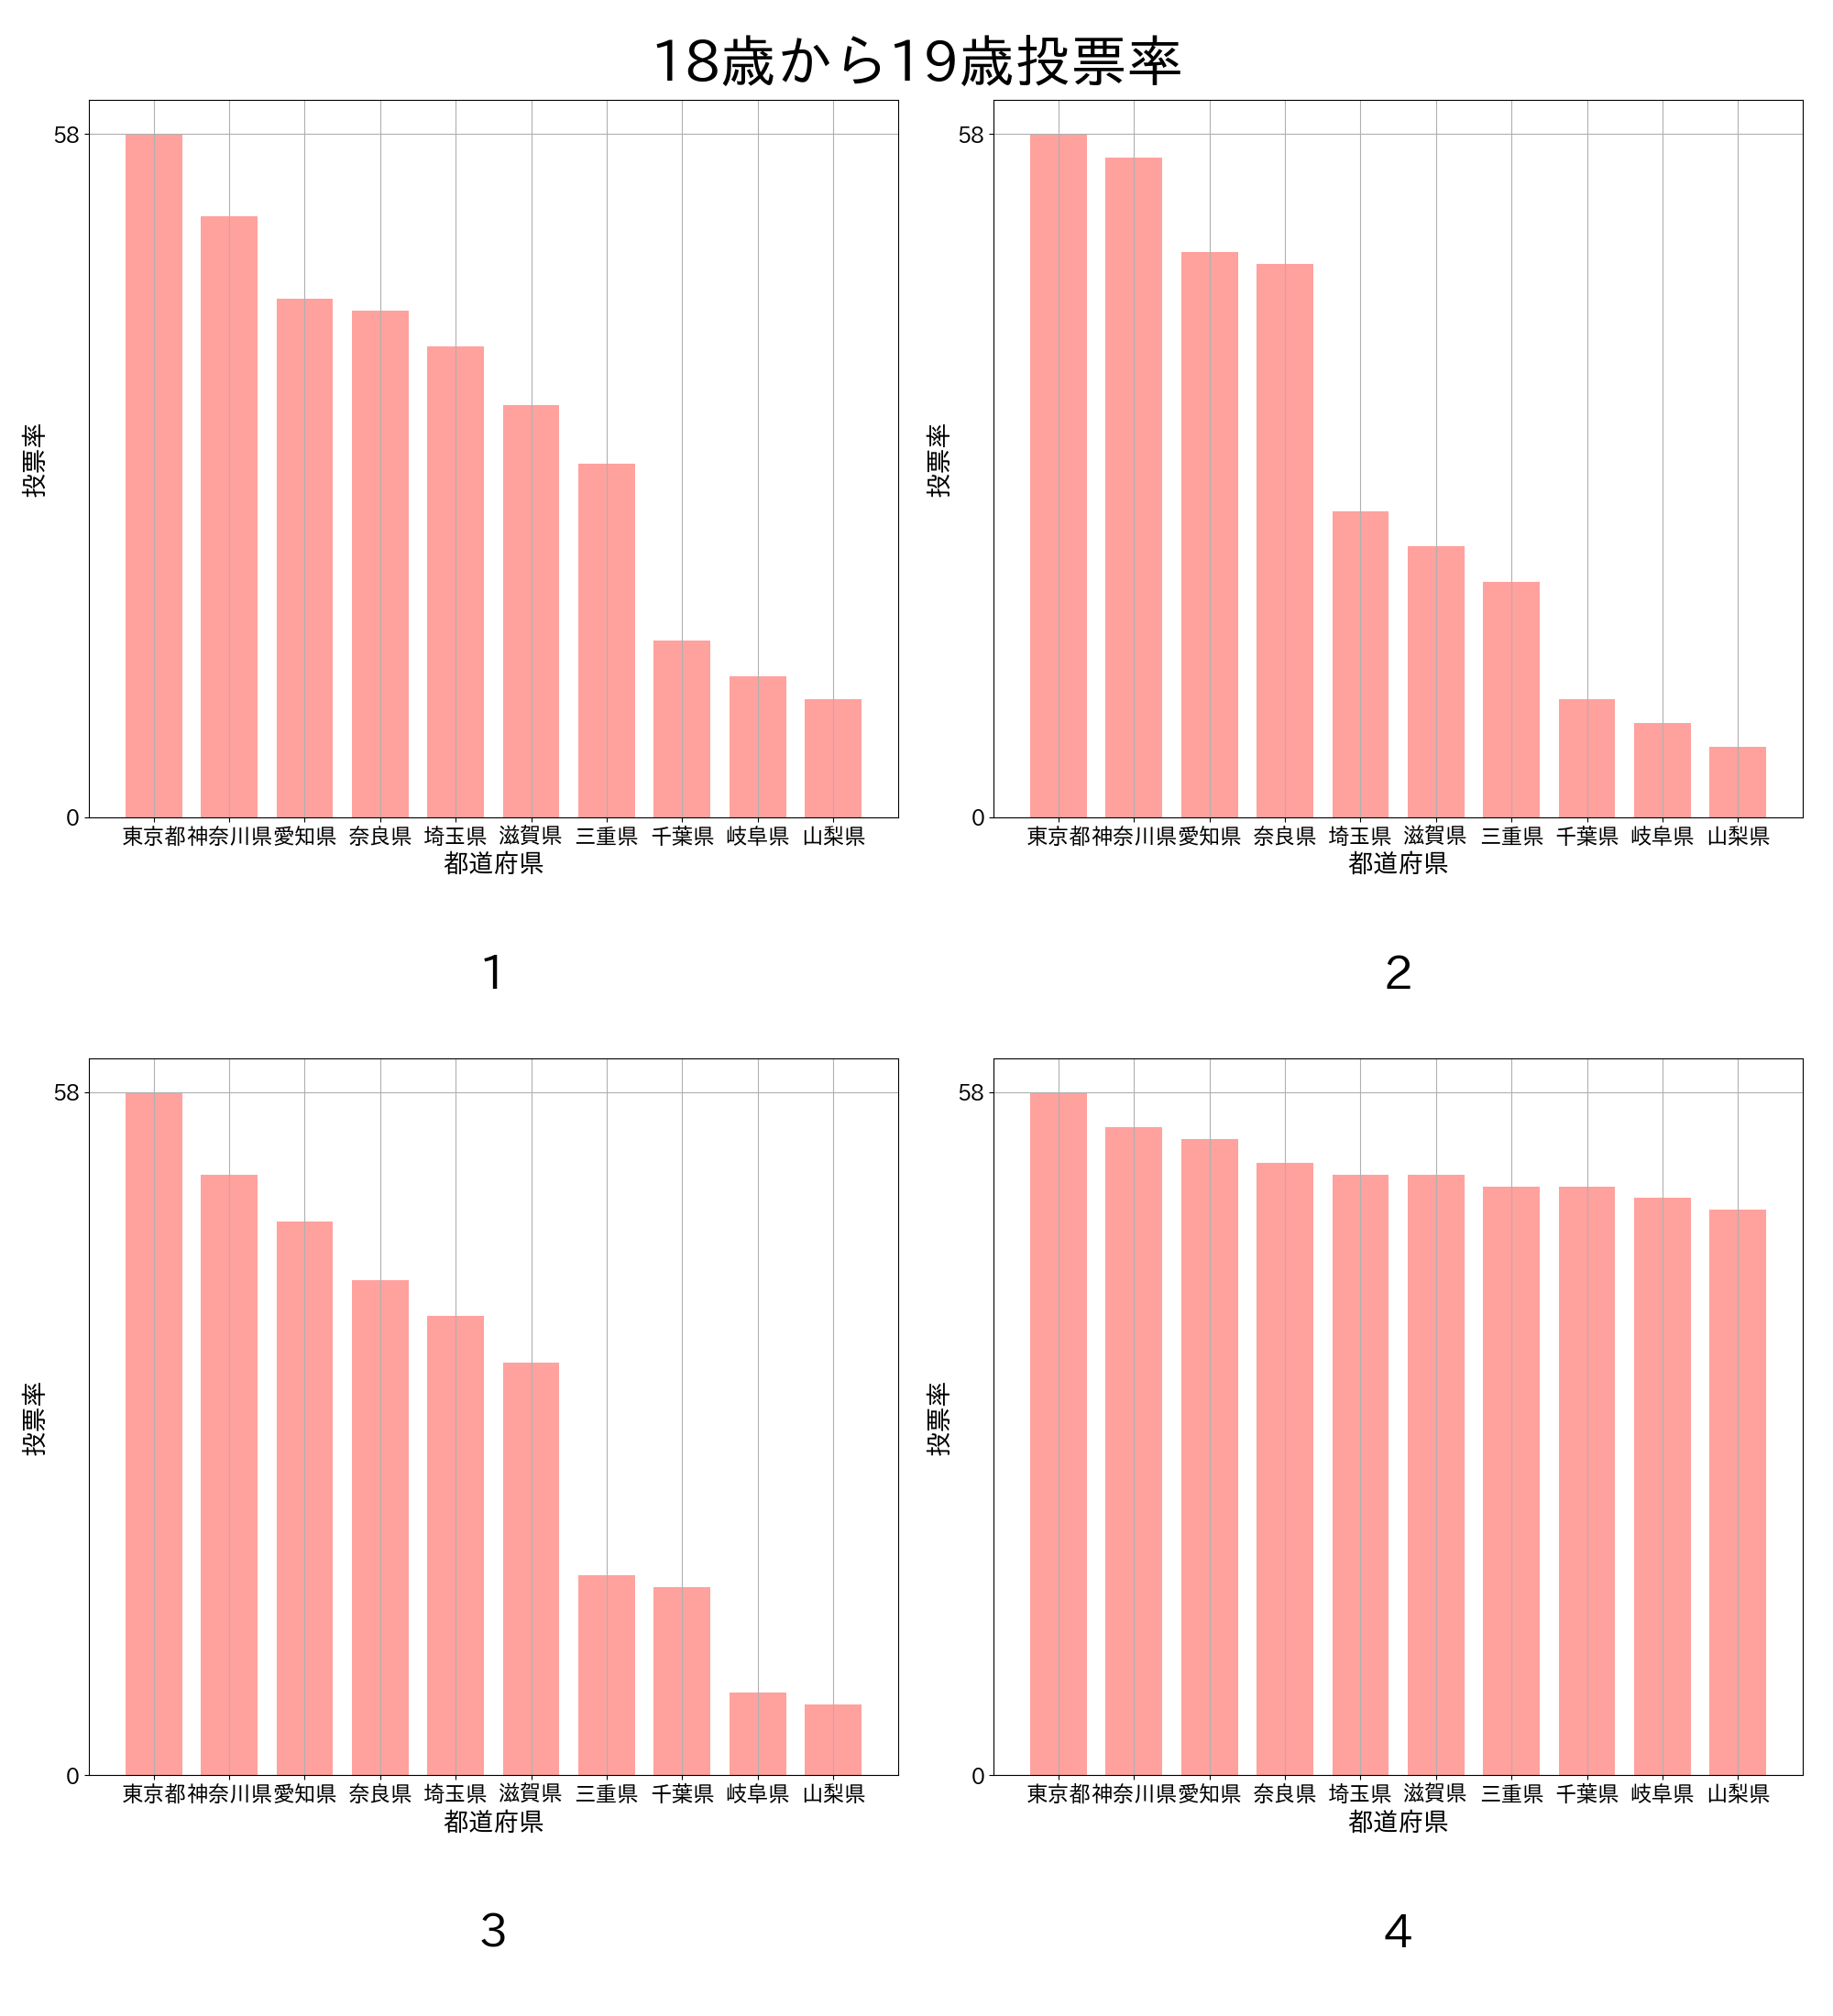 18歳から19歳投票率
58
0
投票率
東京都 神奈川県 愛知県 奈良県 埼玉県 滋賀県 三重県 千葉県 岐阜県 山梨県
都道府県
1
58
0
投票率
東京都 神奈川県 愛知県 奈良県 埼玉県 滋賀県 三重県 千葉県 岐阜県 山梨県
都道府県
2
58
0
投票率
東京都 神奈川県 愛知県 奈良県 埼玉県 滋賀県 三重県 千葉県 岐阜県 山梨県
都道府県
3
58
0
投票率
東京都 神奈川県 愛知県 奈良県 埼玉県 滋賀県 三重県 千葉県 岐阜県 山梨県
都道府県
4